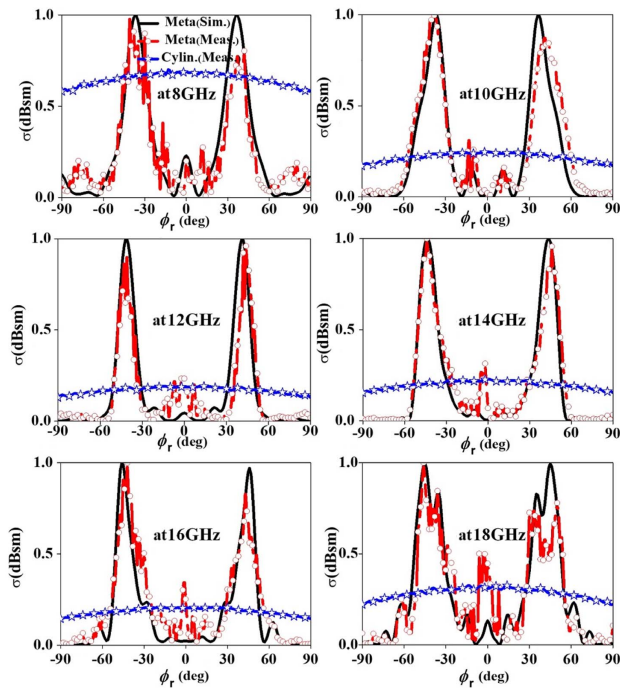 Meta(Sim.)
Meta(Meas.)
Cylin.(Meas.
at8GHz
σ(dBsm)
1.0
0.5
0.0
-90 -60 -30 0 30 60 90
ϕr (deg)
at10GHz
σ(dBsm)
1.0
0.5
0.0
-90 -60 -30 0 30 60 90
ϕr (deg)
at12GHz
σ(dBsm)
1.0
0.5
0.0
-90 -60 -30 0 30 60 90
ϕr (deg)
at14GHz
σ(dBsm)
1.0
0.5
0.0
-90 -60 -30 0 30 60 90
ϕr (deg)
at16GHz
σ(dBsm)
1.0
0.5
0.0
-90 -60 -30 0 30 60 90
ϕr (deg)
at18GHz
σ(dBsm)
1.0
0.5
0.0
-90 -60 -30 0 30 60 90
ϕr (deg)